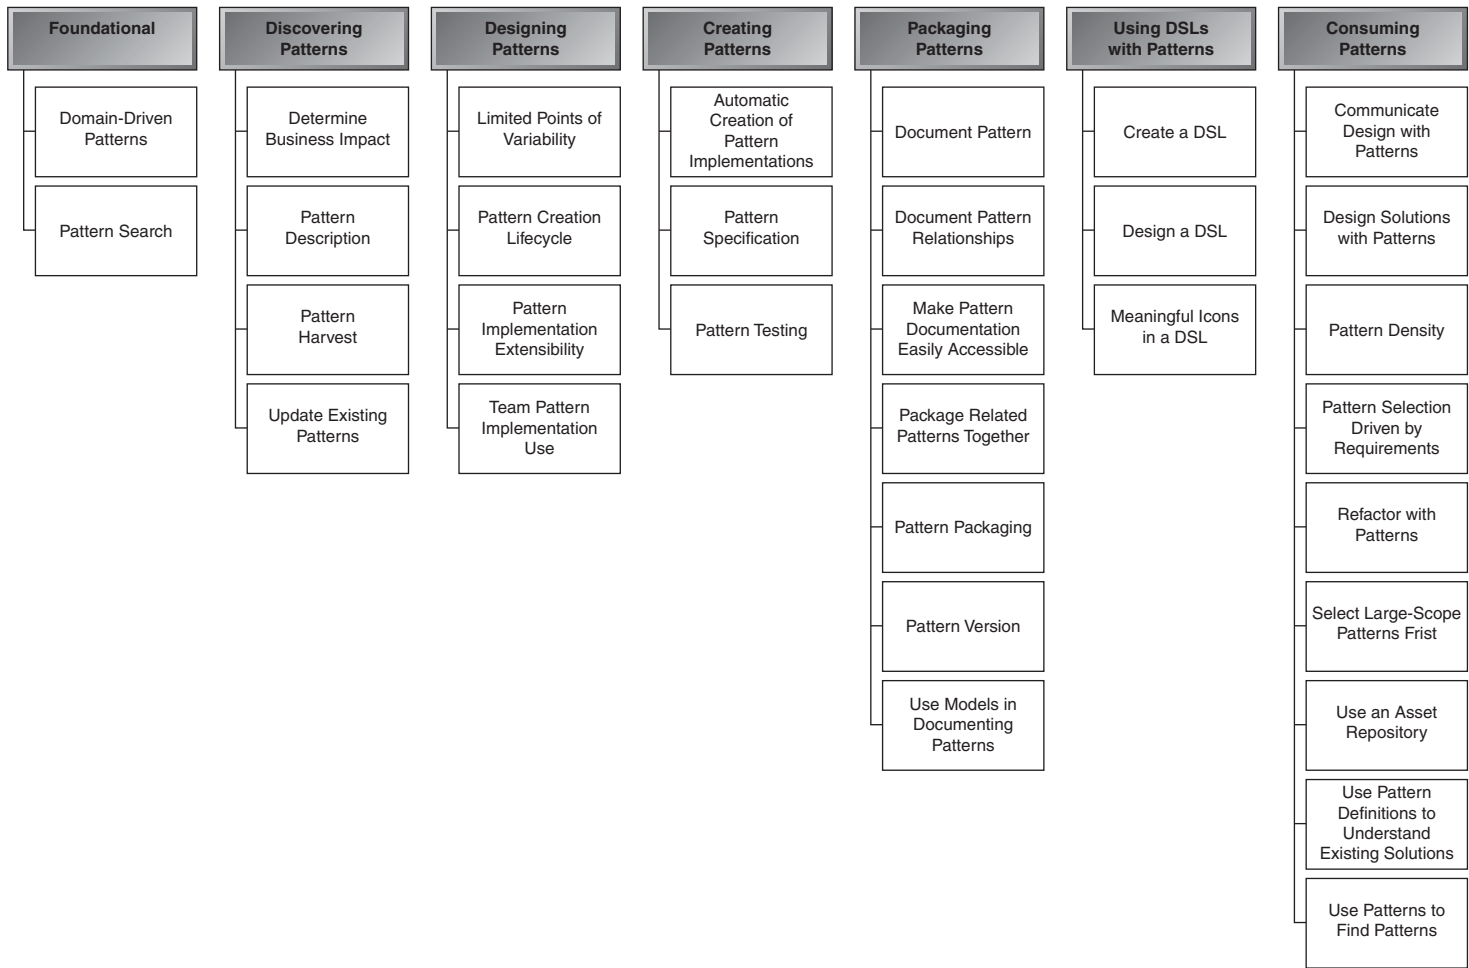 Foundational
Domain-Driven
Patterns
Pattern Search
Discovering
Patterns
Determine
Business Impact
Pattern
Description
Pattern
Harvest
Update Existing
Patterns
Designing
Patterns
Limited Points of
Variability
Pattern Creation
Lifecycle
Pattern
Implementation
Extensibility
Team Pattern
Implementation
Use
Creating
Patterns
Automatic
Creation of
Pattern
Implementations
Pattern
Specification
Pattern Testing
Packaging
Patterns
Document Pattern
Document Pattern
Relationships
Make Pattern
Documentation
Easily Accessible
Package Related
Patterns Together
Pattern Packaging
Pattern Version
Use Models in
Documenting
Patterns
Using DSLs
with Patterns
Create a DSL
Design a DSL
Meaningful Icons
in a DSL
Consuming
Patterns
Communicate
Design with
Patterns
Design Solutions
with Patterns
Pattern Density
Pattern Selection
Driven by
Requirements
Refactor with
Patterns
Select Large-Scope
Patterns Frist
Use an Asset
Repository
Use Pattern
Definitions to
Understand
Existing Solutions
Use Patterns to
Find Patterns